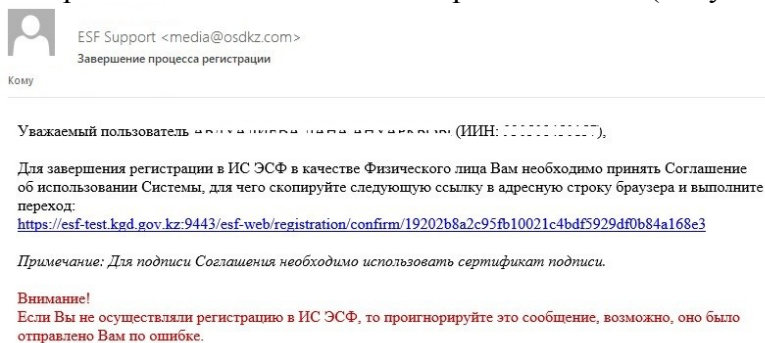 ESF Support <media@osdkz.com>
Завершение процесса регистрации
Кому
Уважаемый пользователь (ИИН: ),
Для завершения регистрации в ИС ЭСФ в качестве Физического лица Вам необходимо принять Соглашение
об использовании Системы, для чего скопируйте следующую ссылку в адресную строку браузера и выполните
переход:
https://esf-test.kgd.gov.kz:9443/esf-web/registration/confirm/19202b8a2c95fb10021c4bdf5929df0b84a168e3
Примечание: Для подписи Соглашения необходимо использовать сертификат подписи.
Внимание!
Если Вы не осуществляли регистрацию в ИС ЭСФ, то проигнорируйте это сообщение, возможно, оно было
отправлено Вам по ошибке.